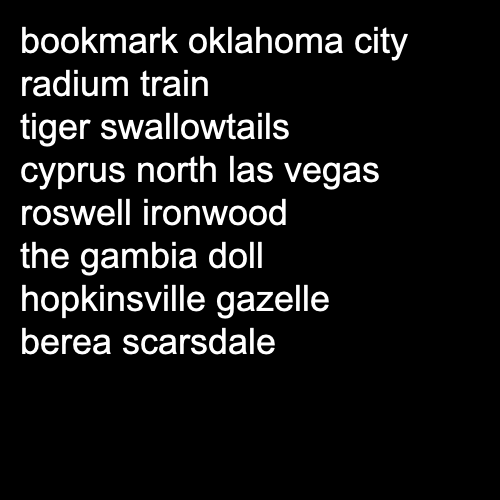 bookmark oklahoma city
radium train
tiger swallowtails
cyprus north las vegas
roswell ironwood
the gambia doll
hopkinsville gazelle
berea scarsdale